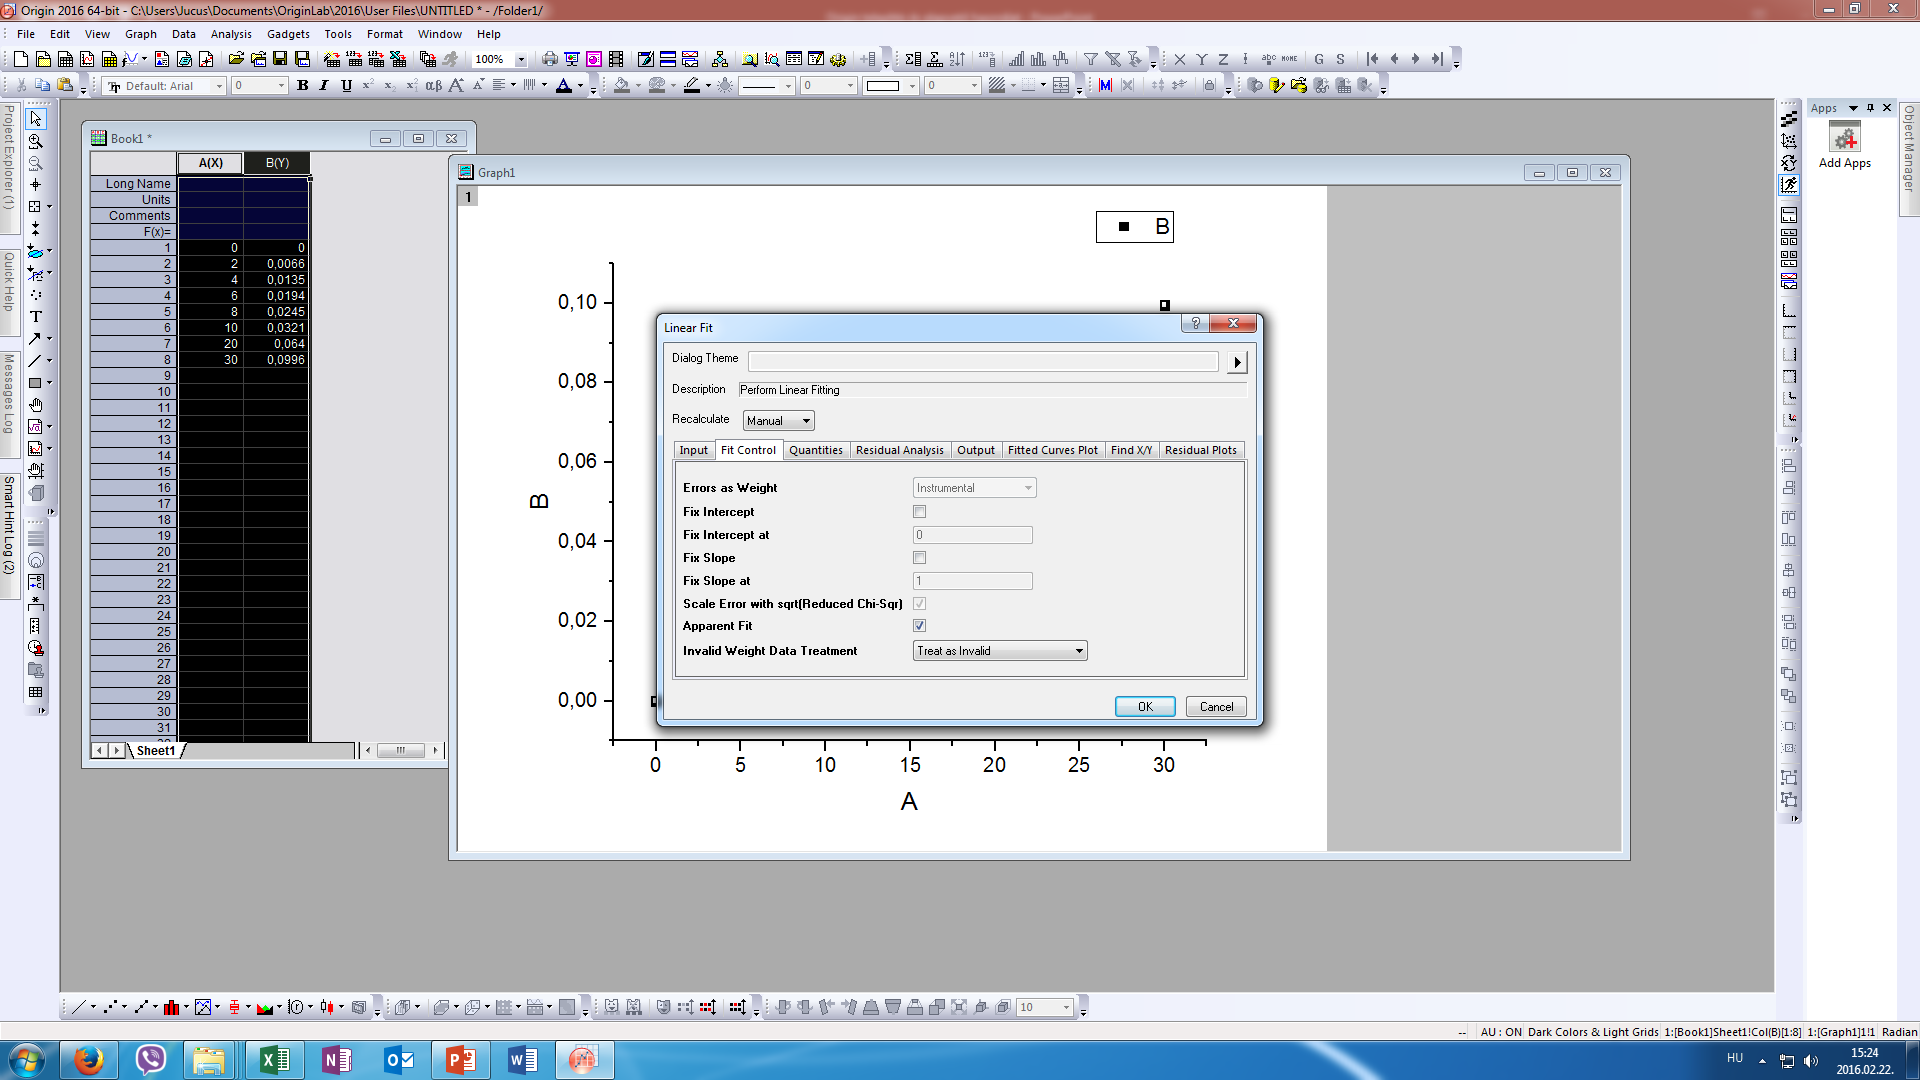 Origin 2016 64-bit - C:\Users\Jucus\Documents\OriginLab\2016\User Files\UNTITLED * - /Folder1/
File Edit View Graph Data Analysis Gadgets Tools Format Window Help
100%
Default: Arial 0 B I U αβ A A A 0 0 M
Project Explorer (1)
Quick Help
Messages Log
Smart Hint Log (2)
Book1 *
A(X) B(Y)
Long Name
Units
Comments
F(x)=
1 0 0
2 2 0,0066
3 4 0,0135
4 6 0,0194
5 8 0,0245
6 10 0,0321
7 20 0,064
8 30 0,0996
9
10
11
12
13
14
15
16
17
18
19
20
21
22
23
24
25
26
27
28
29
30
31
Sheet1
Graph1
1
B
0,10
0,08
0,06
0,04
0,02
0,00
B
0 5 10 15 20 25 30
A
Linear Fit
Dialog Theme
Description Perform Linear Fitting
Recalculate Manual
Input Fit Control Quantities Residual Analysis Output Fitted Curves Plot Find X/Y Residual Plots
Errors as Weight Instrumental
Fix Intercept
Fix Intercept at 0
Fix Slope
Fix Slope at 1
Scale Error with sqrt(Reduced Chi-Sqr)
Apparent Fit
Invalid Weight Data Treatment Treat as Invalid
OK Cancel
Apps
Add Apps
Object Manager
10
-- AU : ON Dark Colors & Light Grids 1:[Book1]Sheet1!Col(B)[1:8] 1:[Graph1]1!1 Radian
HU
15:24
2016.02.22.